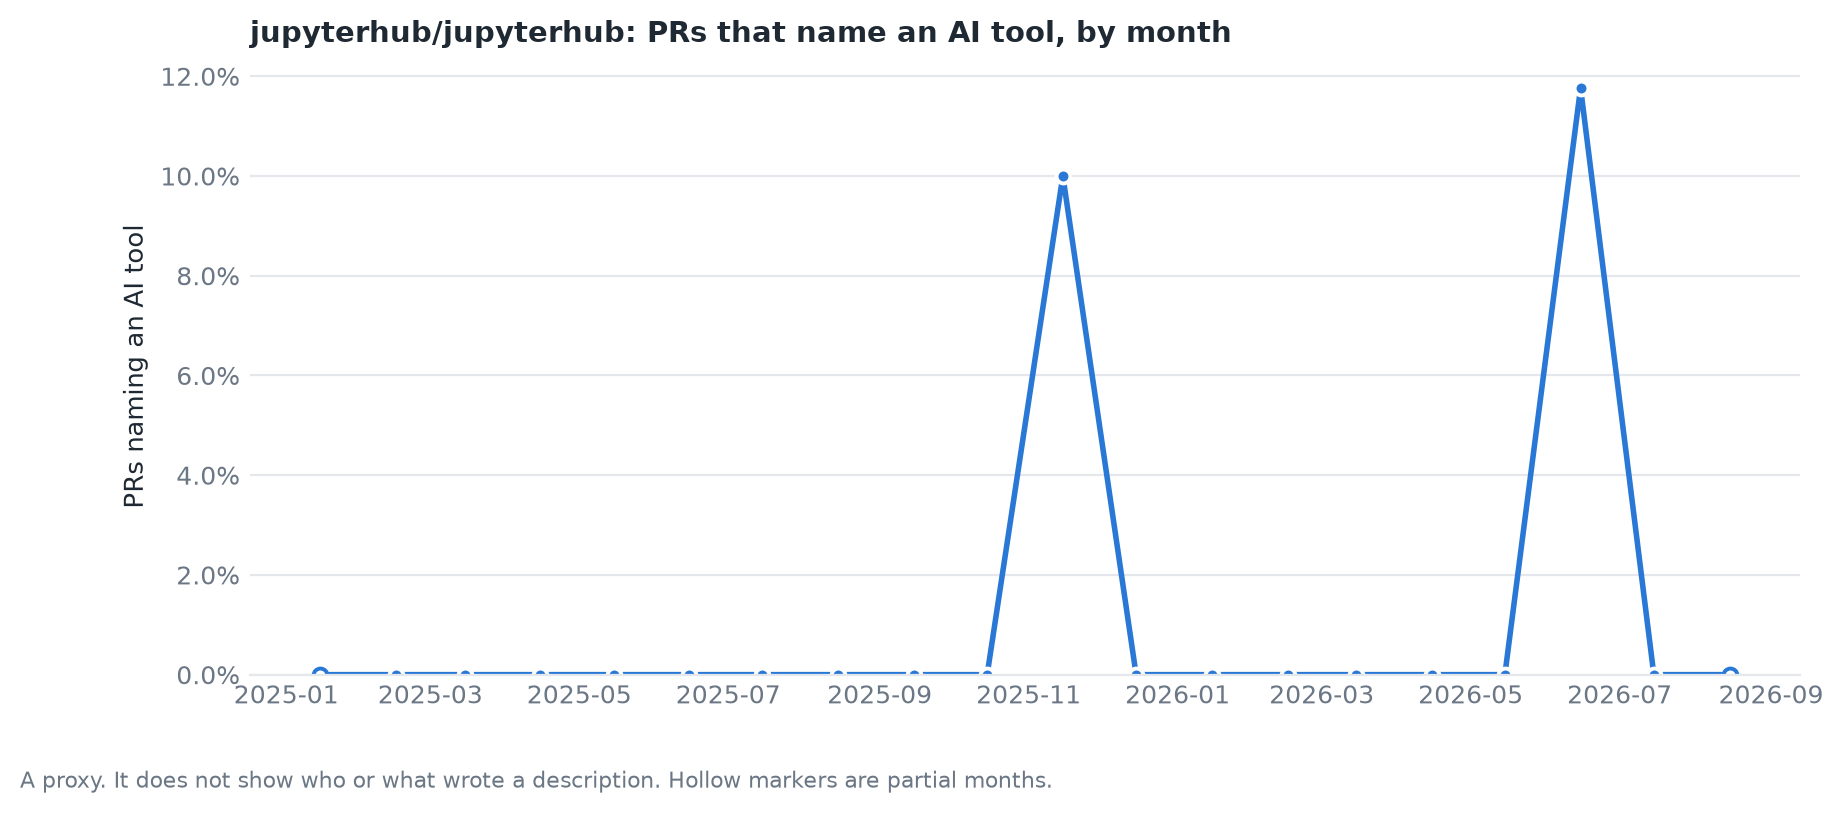 jupyterhub/jupyterhub: PRs that name an AI tool, by month
12.0%
10.0%
8.0%
6.0%
4.0%
2.0%
0.0%
PRs naming an AI tool
2025-01 2025-03 2025-05 2025-07 2025-09 2025-11 2026-01 2026-03 2026-05 2026-07 2026-09
A proxy. It does not show who or what wrote a description. Hollow markers are partial months.